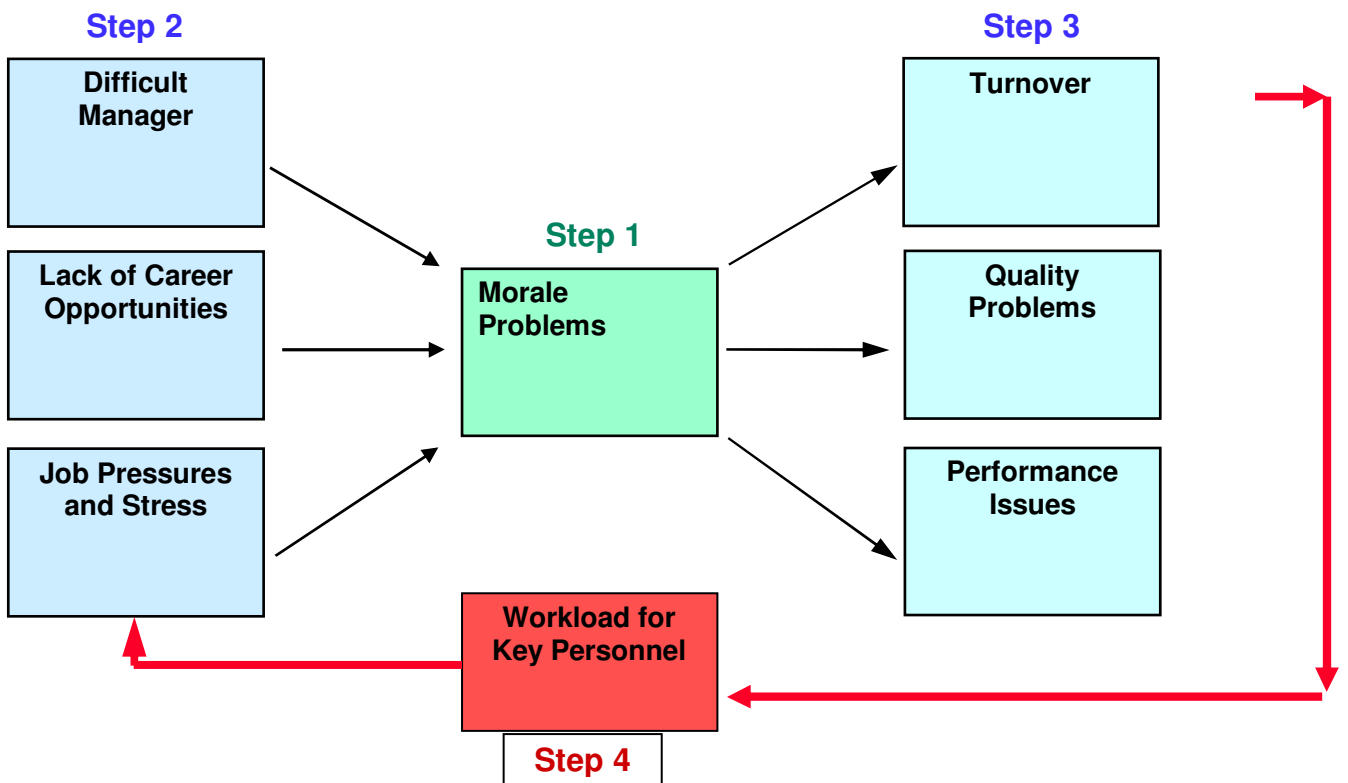 Step 2
Difficult
Manager
Lack of Career
Opportunities
Job Pressures
and Stress
Step 1
Morale
Problems
Step 3
Turnover
Quality
Problems
Performance
Issues
Workload for
Key Personnel
Step 4